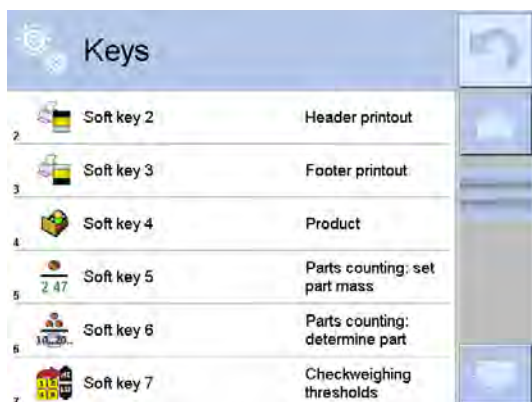 Keys
Soft key 2 Header printout
2
Soft key 3 Footer printout
3
Soft key 4 Product
4
2 47 Soft key 5 Parts counting: set
part mass
5
Soft key 6 Parts counting:
determine part
10...20...
6
Soft key 7 Checkweighing
thresholds
7